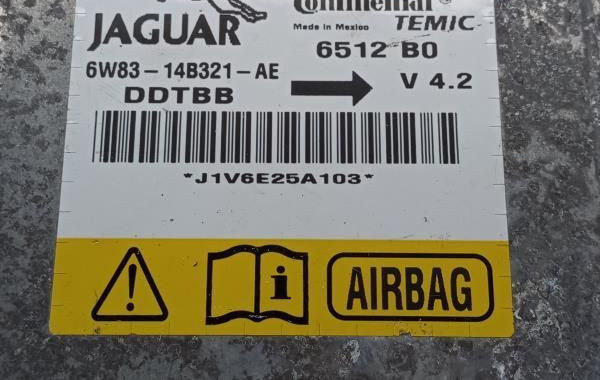 Continental
JAGUAR
Made in Mexico TEMIC
6512 B0
6W83-14B321-AE
V 4.2
DDTBB
*J1V6E25A103*
i
AIRBAG